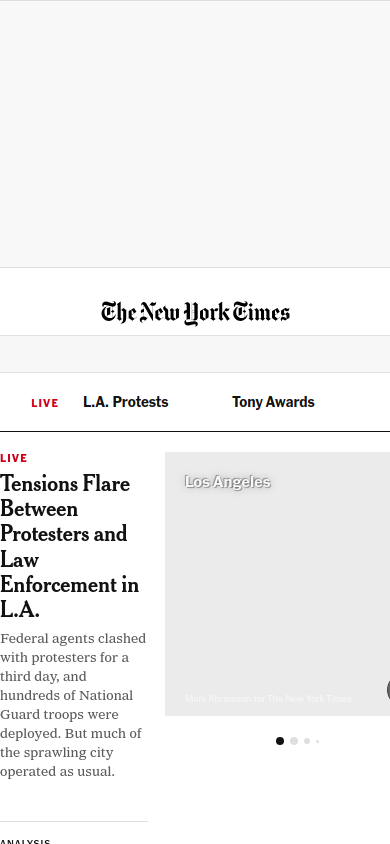 The New York Times
LIVE
L.A. Protests
Tony Awards
LIVE
Tensions Flare
Between
Protesters and
Law
Enforcement in
L.A.
Federal agents clashed
with protesters for a
third day, and
hundreds of National
Guard troops were
deployed. But much of
the sprawling city
operated as usual.
Los Angeles
for The New York Times
ANALYSIS